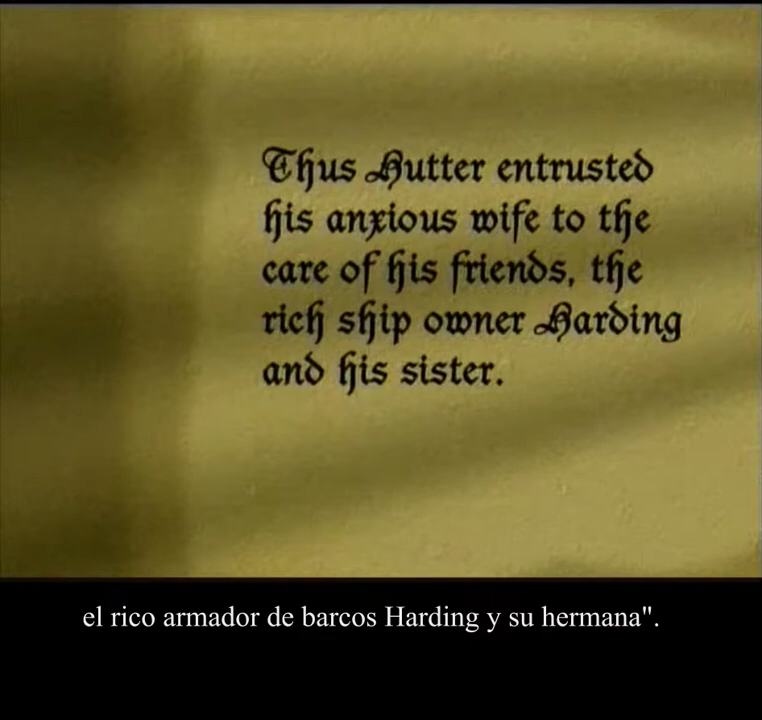 Thus Hutter entrusted
his anxious wife to the
care of his friends, the
rich ship owner Harding
and his sister.
el rico armador de barcos Harding y su hermana".